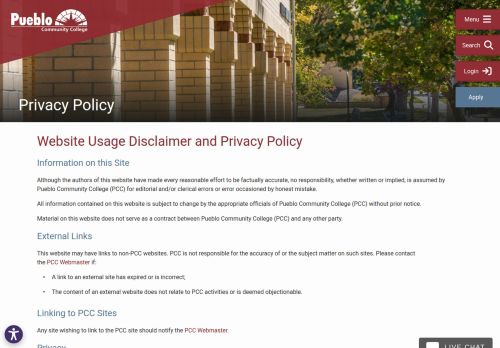 Pueblo
Community College
Menu
Search
Login
Apply
Privacy Policy
Website Usage Disclaimer and Privacy Policy
Information on this Site
Although the authors of this website have made every reasonable effort to be factually accurate, no responsibility, whether written or implied, is assumed by
Pueblo Community College (PCC) for editorial and/or clerical errors or error occasioned by honest mistake.
All information contained on this website is subject to change by the appropriate officials of Pueblo Community College (PCC) without prior notice.
Material on this website does not serve as a contract between Pueblo Community College (PCC) and any other party.
External Links
This website may have links to non-PCC websites. PCC is not responsible for the accuracy of or the subject matter on such sites. Please contact
the PCC Webmaster if:
• A link to an external site has expired or is incorrect;
• The content of an external website does not relate to PCC activities or is deemed objectionable.
Linking to PCC Sites
Any site wishing to link to the PCC site should notify the PCC Webmaster.
Privacy
LIVE CHAT